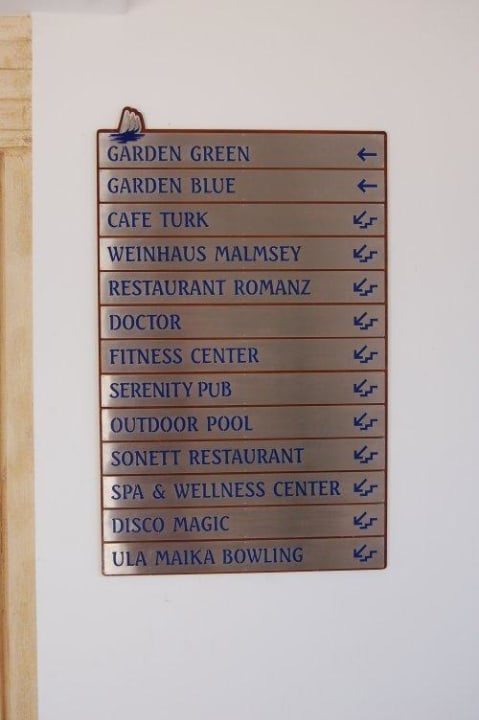 GARDEN GREEN
GARDEN BLUE
CAFE TURK
WEINHAUS MALMSEY
RESTAURANT ROMANZ
DOCTOR
FITNESS CENTER
SERENITY PUB
OUTDOOR POOL
SONETT RESTAURANT
SPA & WELLNESS CENTER
DISCO MAGIC
ULA MAIKA BOWLING